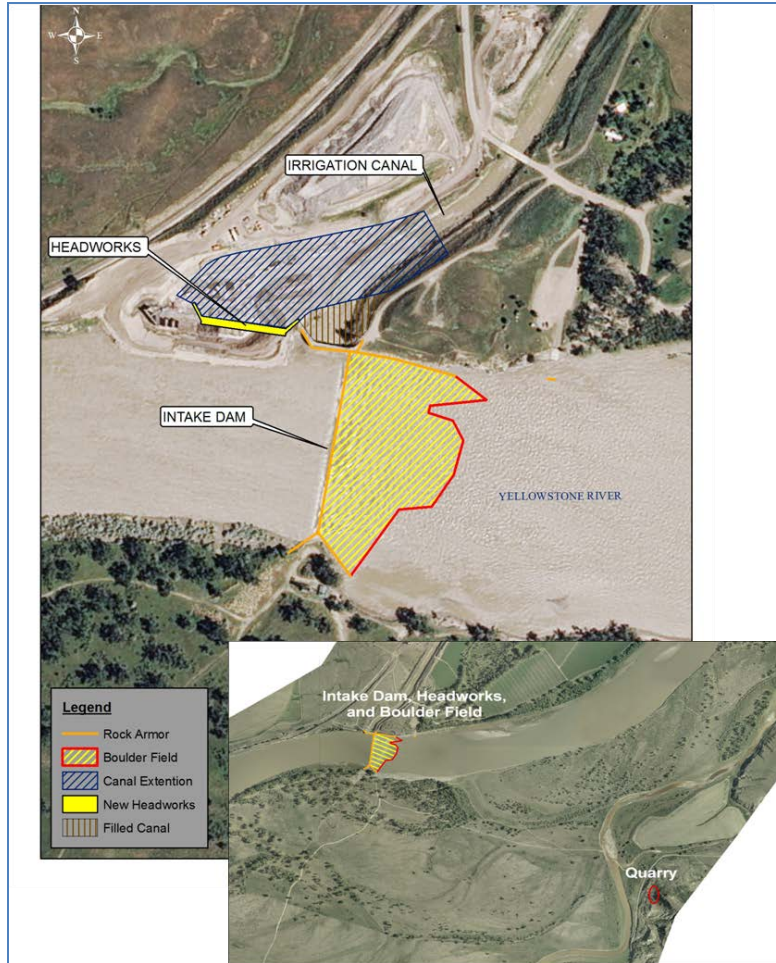 N
W E
S
IRRIGATION CANAL
HEADWORKS
INTAKE DAM
YELLOWSTONE RIVER
Legend
Rock Armor
Boulder Field
Canal Extention
New Headworks
Filled Canal
Intake Dam, Headworks,
and Boulder Field
Quarry